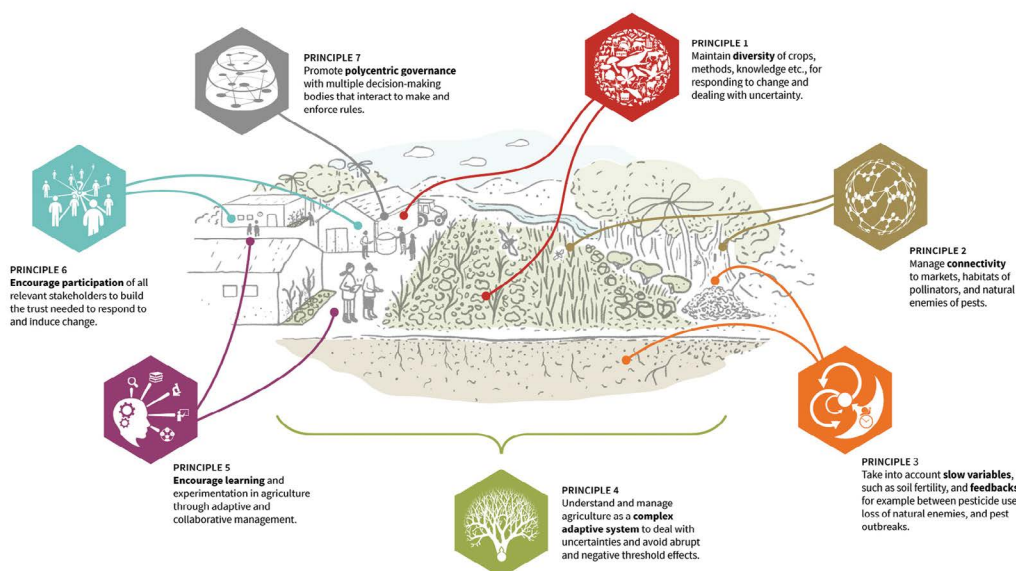 PRINCIPLE 7
Promote polycentric governance
with multiple decision-making
bodies that interact to make and
enforce rules.
PRINCIPLE 1
Maintain diversity of crops,
methods, knowledge etc., for
responding to change and
dealing with uncertainty.
PRINCIPLE 6
Encourage participation of all
relevant stakeholders to build
the trust needed to respond to
and induce change.
PRINCIPLE 2
Manage connectivity
to markets, habitats of
pollinators, and natural
enemies of pests.
PRINCIPLE 5
Encourage learning and
experimentation in agriculture
through adaptive and
collaborative management.
PRINCIPLE 4
Understand and manage
agriculture as a complex
adaptive system to deal with
uncertainties and avoid abrupt
and negative threshold effects.
PRINCIPLE 3
Take into account slow variables,
such as soil fertility, and feedbacks
for example between pesticide use
loss of natural enemies, and pest
outbreaks.